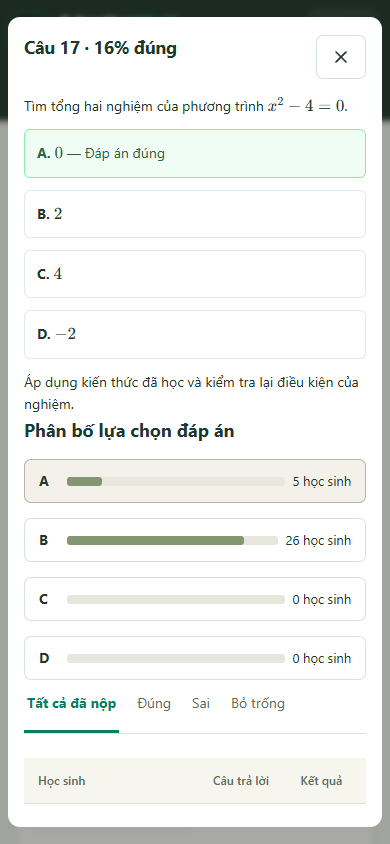 Câu 17 · 16% đúng
Tìm tổng hai nghiệm của phương trình x² − 4 = 0.
A. 0 — Đáp án đúng
B. 2
C. 4
D. −2
Áp dụng kiến thức đã học và kiểm tra lại điều kiện của
nghiệm.
Phân bố lựa chọn đáp án
A 5 học sinh
B 26 học sinh
C 0 học sinh
D 0 học sinh
Tất cả đã nộp Đúng Sai Bỏ trống
Học sinh Câu trả lời Kết quả